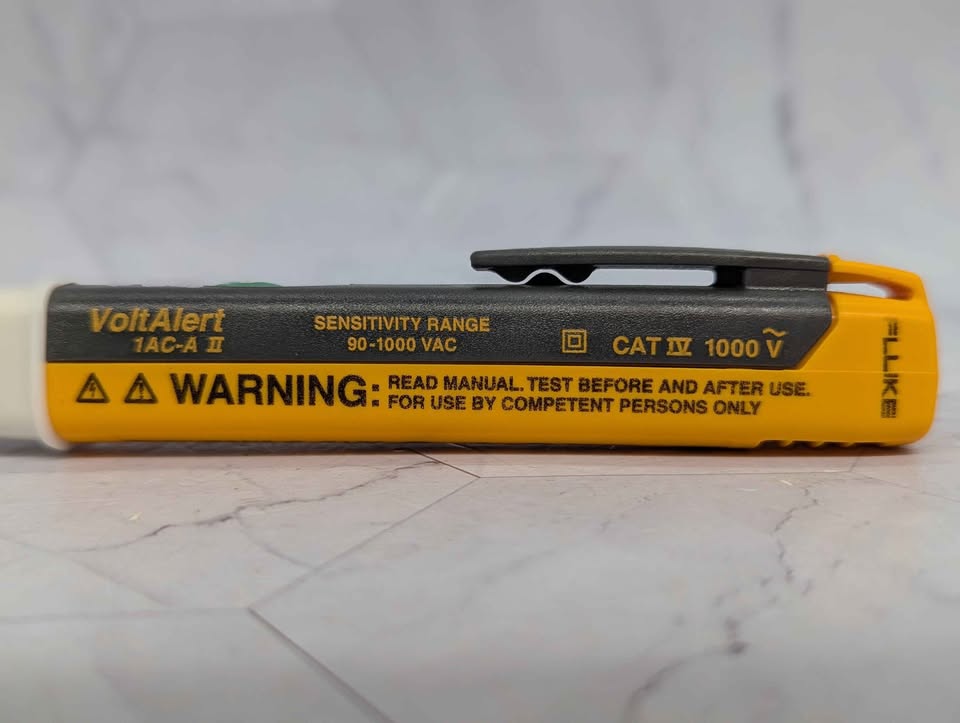 VoltAlert
1AC-A II
SENSITIVITY RANGE
90-1000 VAC
CAT IV 1000 V
WARNING:
READ MANUAL. TEST BEFORE AND AFTER USE.
FOR USE BY COMPETENT PERSONS ONLY
FLUKE